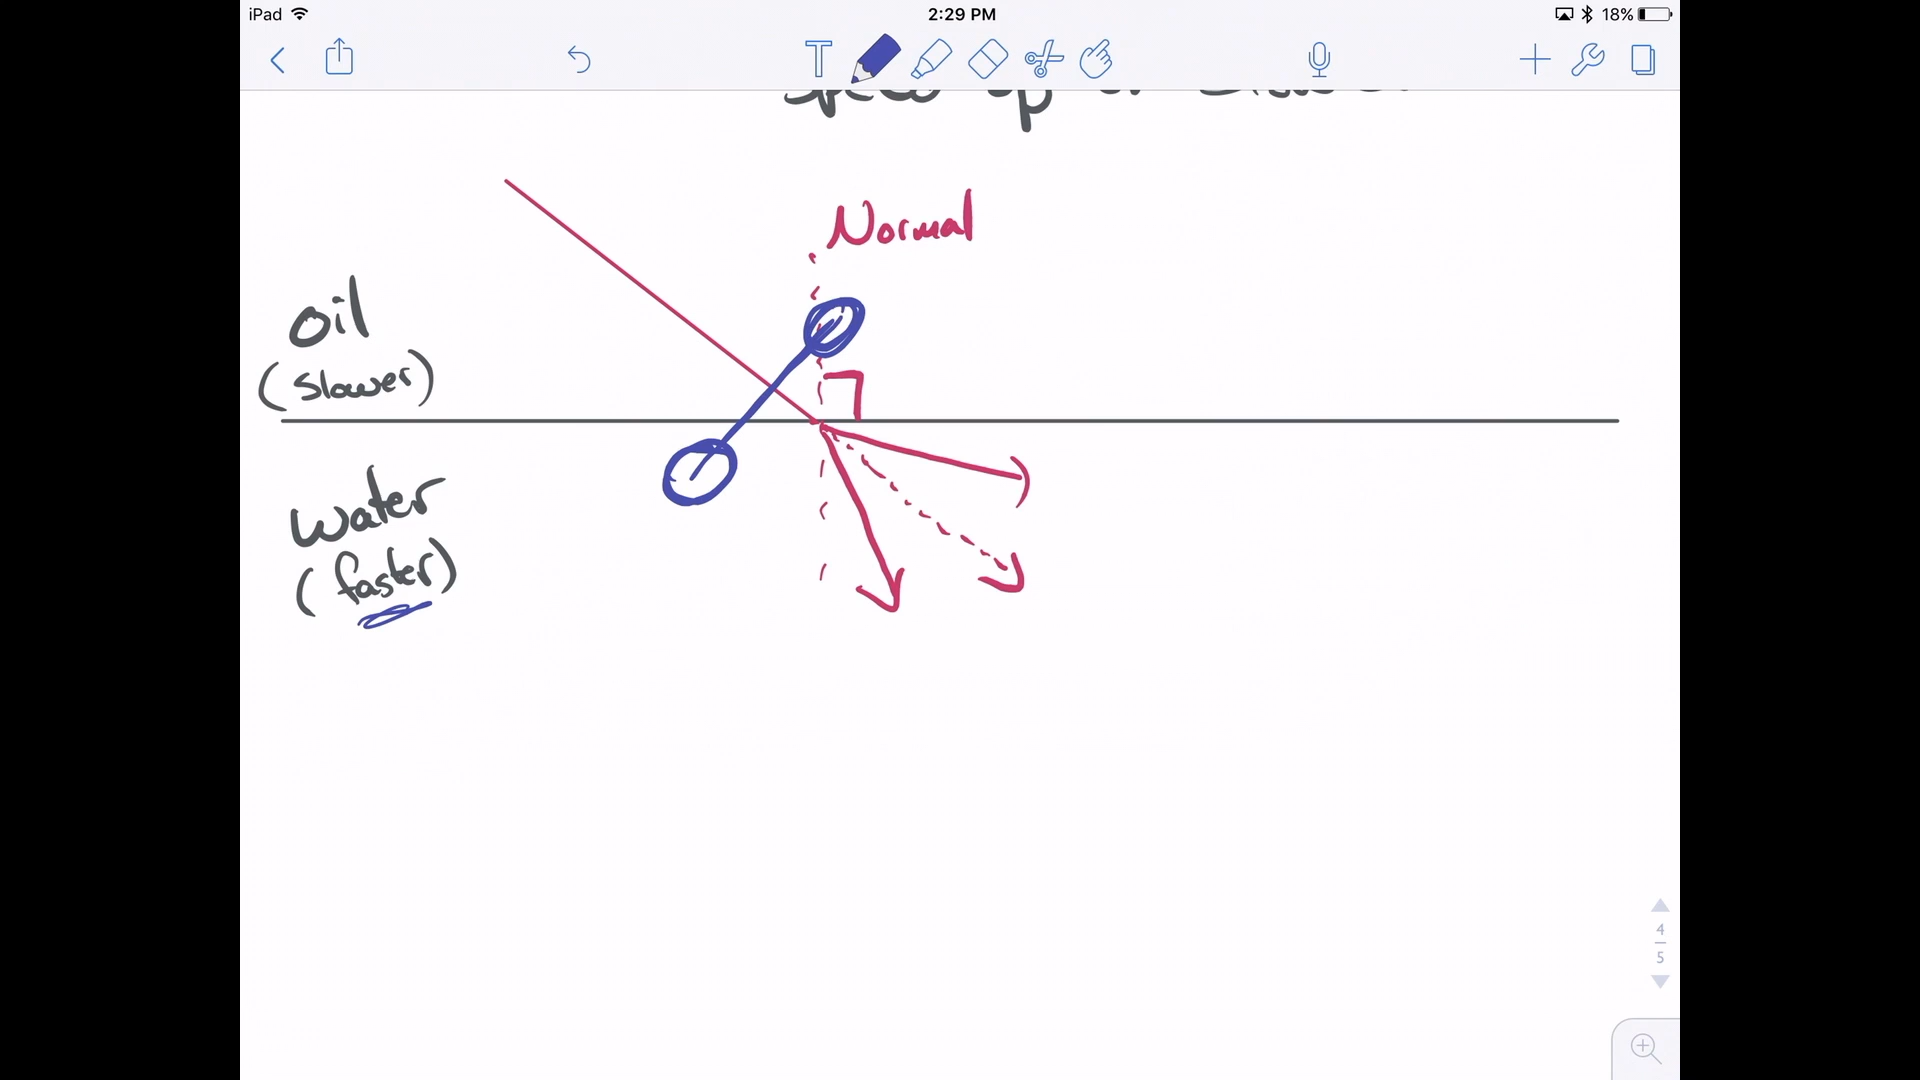 iPad
2:29 PM
18%
T
Normal
Oil
(Slower)
Water
(faster)
4
5